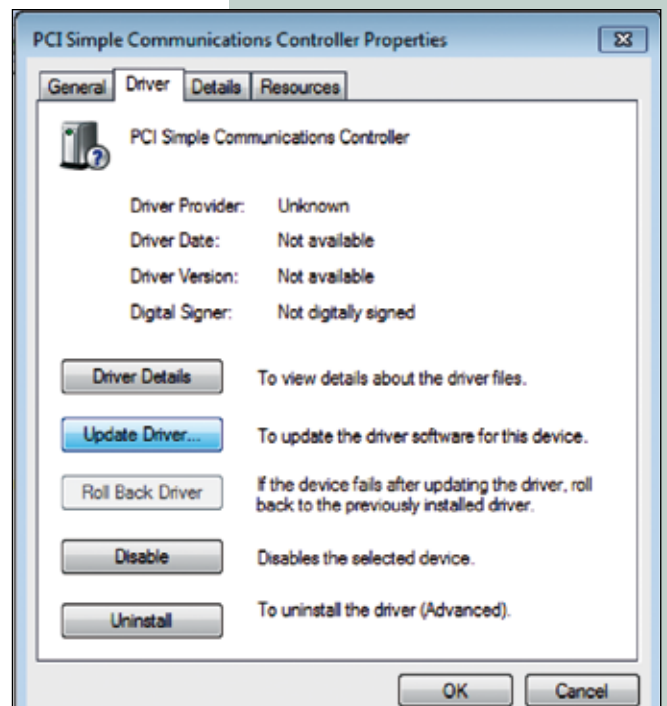 PCI Simple Communications Controller Properties
General Driver Details Resources
PCI Simple Communications Controller
Driver Provider: Unknown
Driver Date: Not available
Driver Version: Not available
Digital Signer: Not digitally signed
Driver Details To view details about the driver files.
Update Driver... To update the driver software for this device.
Roll Back Driver If the device fails after updating the driver, roll
back to the previously installed driver.
Disable Disables the selected device.
Uninstall To uninstall the driver (Advanced).
OK Cancel